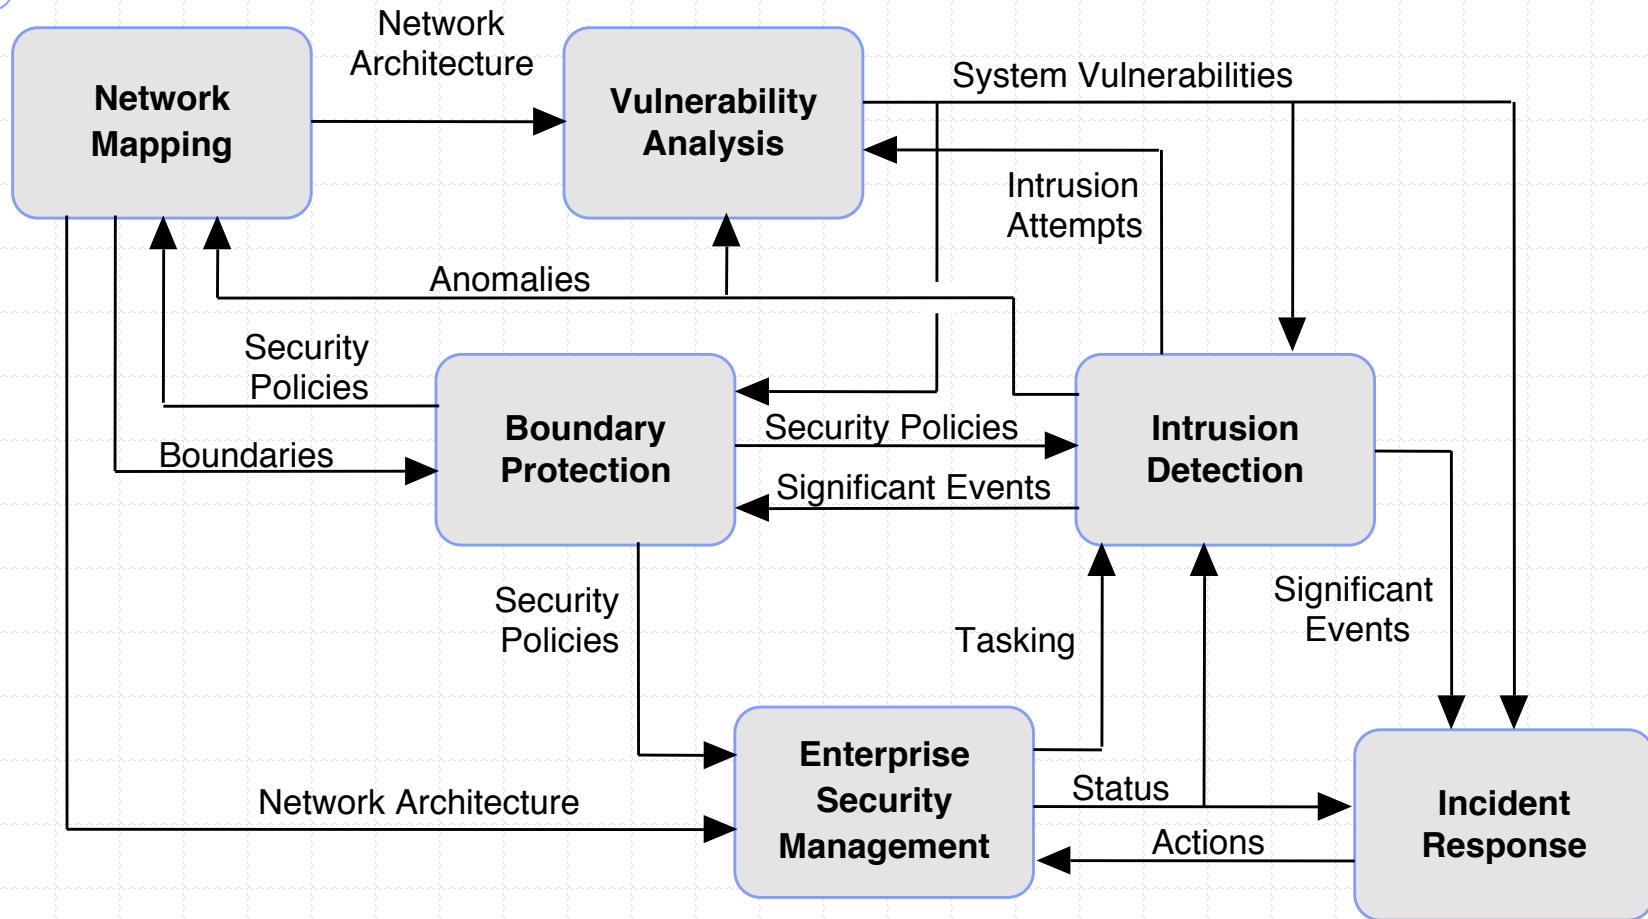 Network
Architecture
Network
Mapping
Vulnerability
Analysis
System Vulnerabilities
Intrusion
Attempts
Anomalies
Security
Policies
Boundaries
Boundary
Protection
Security Policies
Significant Events
Intrusion
Detection
Security
Policies
Tasking
Significant
Events
Network Architecture
Enterprise
Security
Management
Status
Actions
Incident
Response